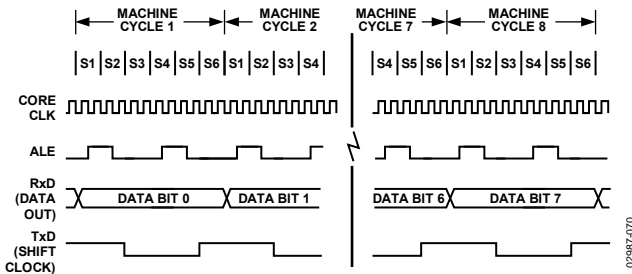 MACHINE CYCLE 1
MACHINE CYCLE 2
MACHINE CYCLE 7
MACHINE CYCLE 8
S1 S2 S3 S4 S5 S6 S1 S2 S3 S4
S4 S5 S6 S1 S2 S3 S4 S5 S6
CORE
CLK
ALE
RxD
(DATA
OUT)
DATA BIT 0
DATA BIT 1
DATA BIT 6
DATA BIT 7
TxD
(SHIFT
CLOCK)
02987-070